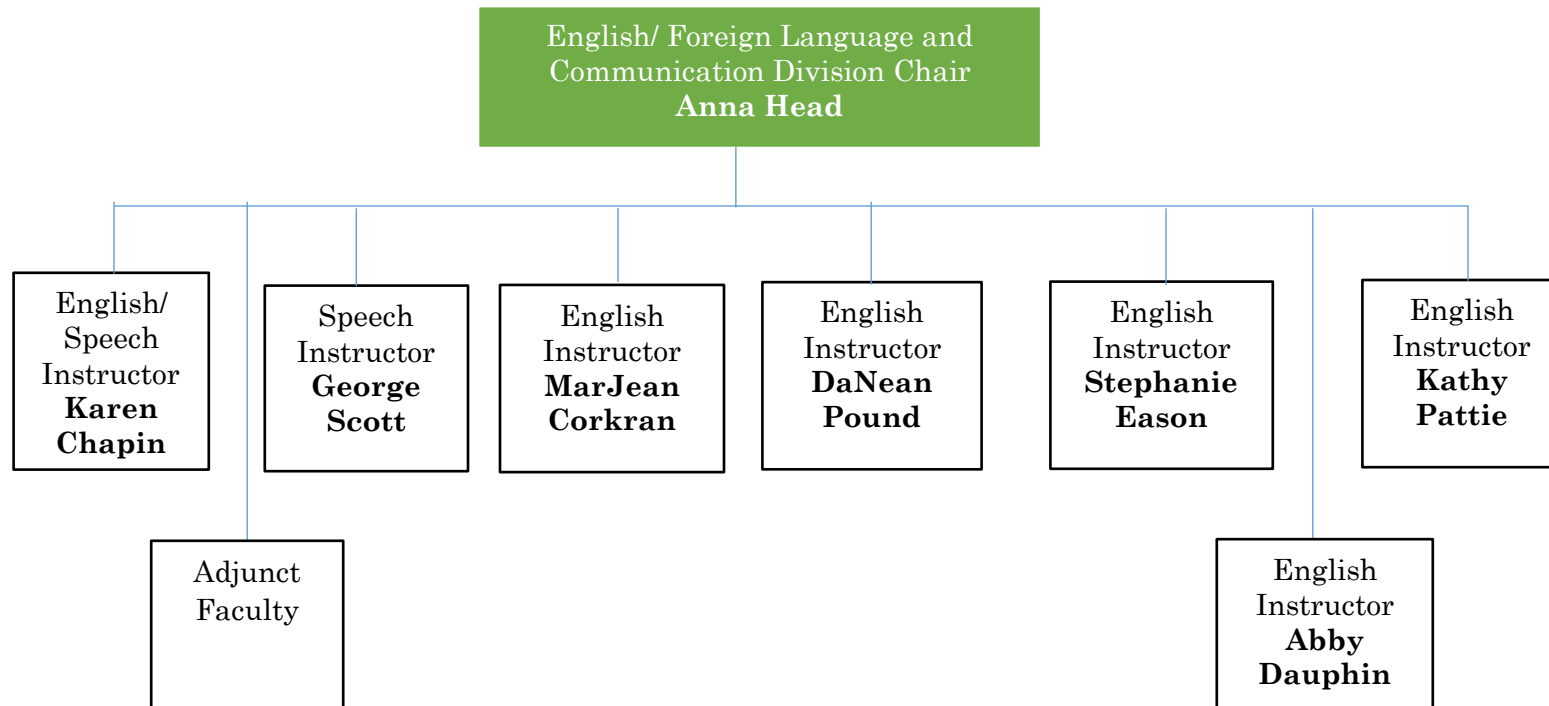 English/ Foreign Language and
Communication Division Chair
Anna Head
English/
Speech
Instructor
Karen
Chapin
Speech
Instructor
George
Scott
English
Instructor
MarJean
Corkran
English
Instructor
DaNean
Pound
English
Instructor
Stephanie
Eason
English
Instructor
Kathy
Pattie
Adjunct
Faculty
English
Instructor
Abby
Dauphin